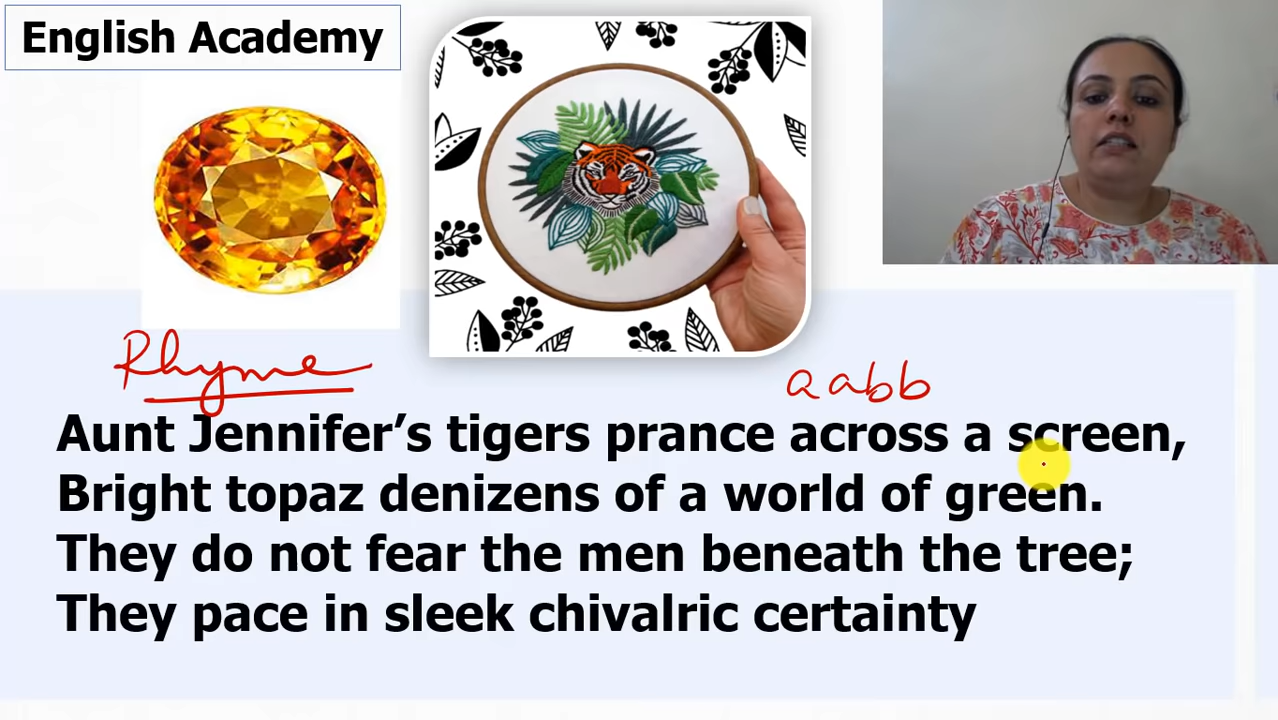 English Academy
Rhyme
aabb
Aunt Jennifer’s tigers prance across a screen,
Bright topaz denizens of a world of green.
They do not fear the men beneath the tree;
They pace in sleek chivalric certainty